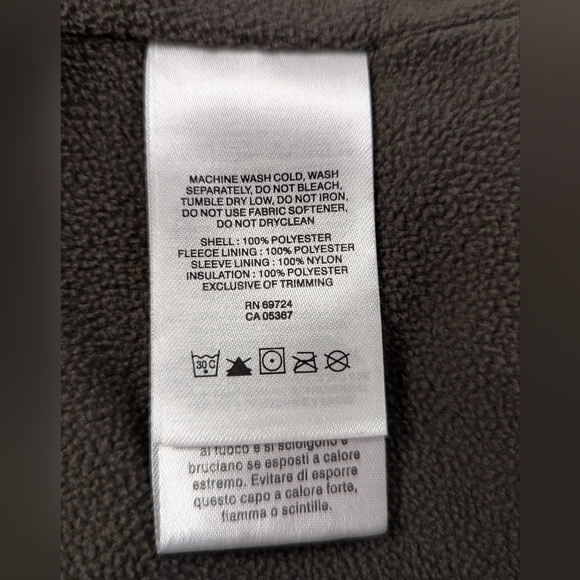 MACHINE WASH COLD, WASH
SEPARATELY, DO NOT BLEACH,
TUMBLE DRY LOW, DO NOT IRON,
DO NOT USE FABRIC SOFTENER,
DO NOT DRYCLEAN
SHELL : 100% POLYESTER
FLEECE LINING : 100% POLYESTER
SLEEVE LINING : 100% NYLON
INSULATION : 100% POLYESTER
EXCLUSIVE OF TRIMMING
RN 69724
CA 05367
30 C
al fuoco e si sciolgono e
bruciano se esposti a calore
estremo. Evitare di esporre
questo capo a calore forte,
fiamma o scintille.